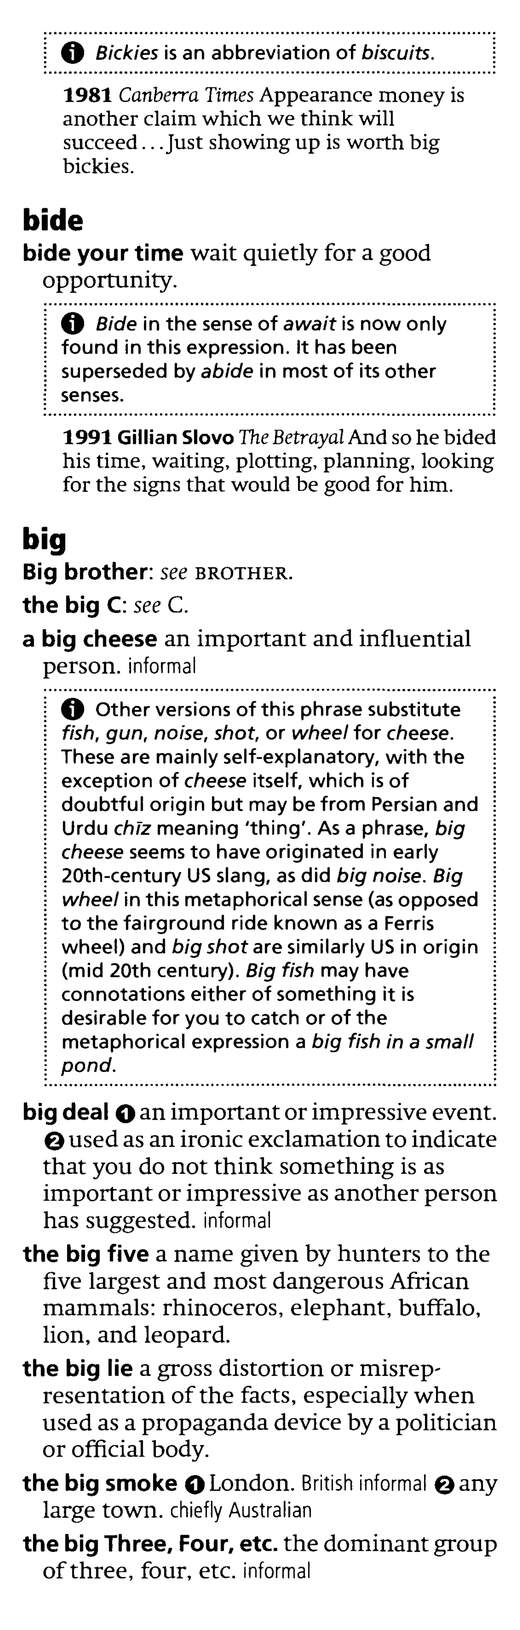 ℹ Bickies is an abbreviation of biscuits.
1981 Canberra Times Appearance money is
another claim which we think will
succeed...Just showing up is worth big
bickies.
bide
bide your time wait quietly for a good
opportunity.
ℹ Bide in the sense of await is now only
found in this expression. It has been
superseded by abide in most of its other
senses.
1991 Gillian Slovo The Betrayal And so he bided
his time, waiting, plotting, planning, looking
for the signs that would be good for him.
big
Big brother: see BROTHER.
the big C: see C.
a big cheese an important and influential
person. informal
ℹ Other versions of this phrase substitute
fish, gun, noise, shot, or wheel for cheese.
These are mainly self-explanatory, with the
exception of cheese itself, which is of
doubtful origin but may be from Persian and
Urdu chīz meaning 'thing'. As a phrase, big
cheese seems to have originated in early
20th-century US slang, as did big noise. Big
wheel in this metaphorical sense (as opposed
to the fairground ride known as a Ferris
wheel) and big shot are similarly US in origin
(mid 20th century). Big fish may have
connotations either of something it is
desirable for you to catch or of the
metaphorical expression a big fish in a small
pond.
big deal ❶ an important or impressive event.
❷ used as an ironic exclamation to indicate
that you do not think something is as
important or impressive as another person
has suggested. informal
the big five a name given by hunters to the
five largest and most dangerous African
mammals: rhinoceros, elephant, buffalo,
lion, and leopard.
the big lie a gross distortion or misrep-
resentation of the facts, especially when
used as a propaganda device by a politician
or official body.
the big smoke ❶ London. British informal ❷ any
large town. chiefly Australian
the big Three, Four, etc. the dominant group
of three, four, etc. informal